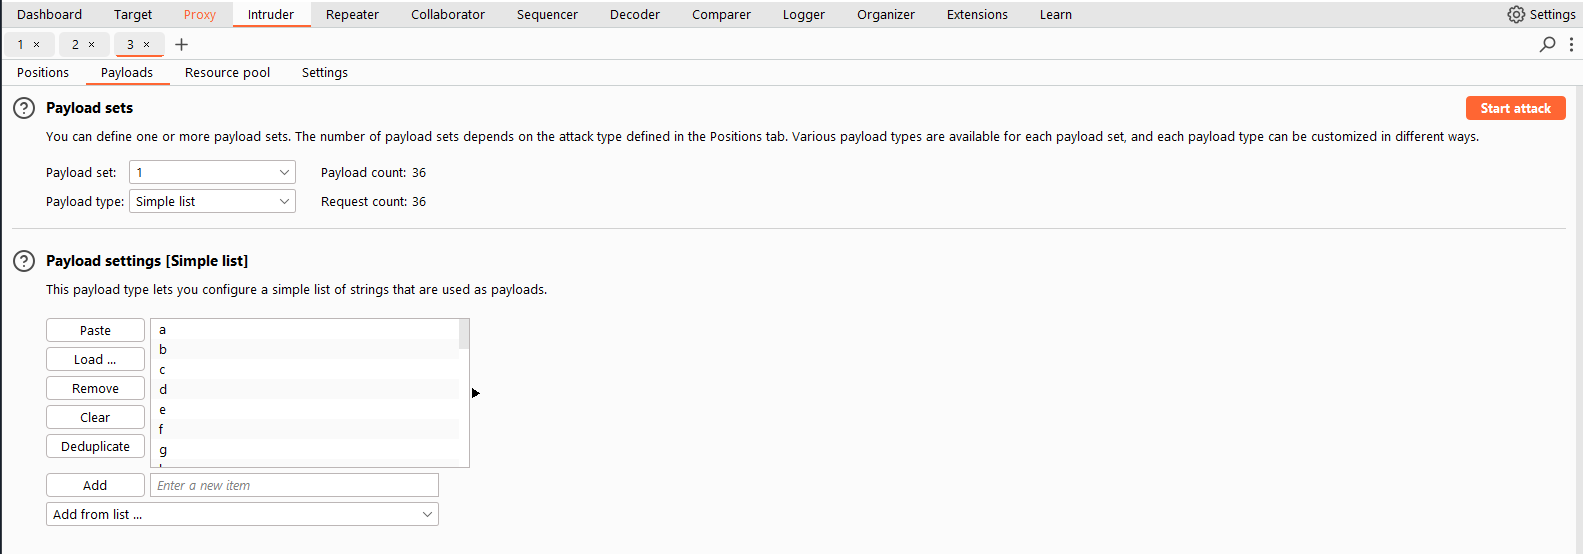 Dashboard Target Proxy Intruder Repeater Collaborator Sequencer Decoder Comparer Logger Organizer Extensions Learn Settings
1 × 2 × 3 × +
Positions Payloads Resource pool Settings
? Payload sets Start attack
You can define one or more payload sets. The number of payload sets depends on the attack type defined in the Positions tab. Various payload types are available for each payload set, and each payload type can be customized in different ways.
Payload set: 1 Payload count: 36
Payload type: Simple list Request count: 36
? Payload settings [Simple list]
This payload type lets you configure a simple list of strings that are used as payloads.
Paste
Load ...
Remove
Clear
Deduplicate
a
b
c
d
e
f
g
Add Enter a new item
Add from list ...